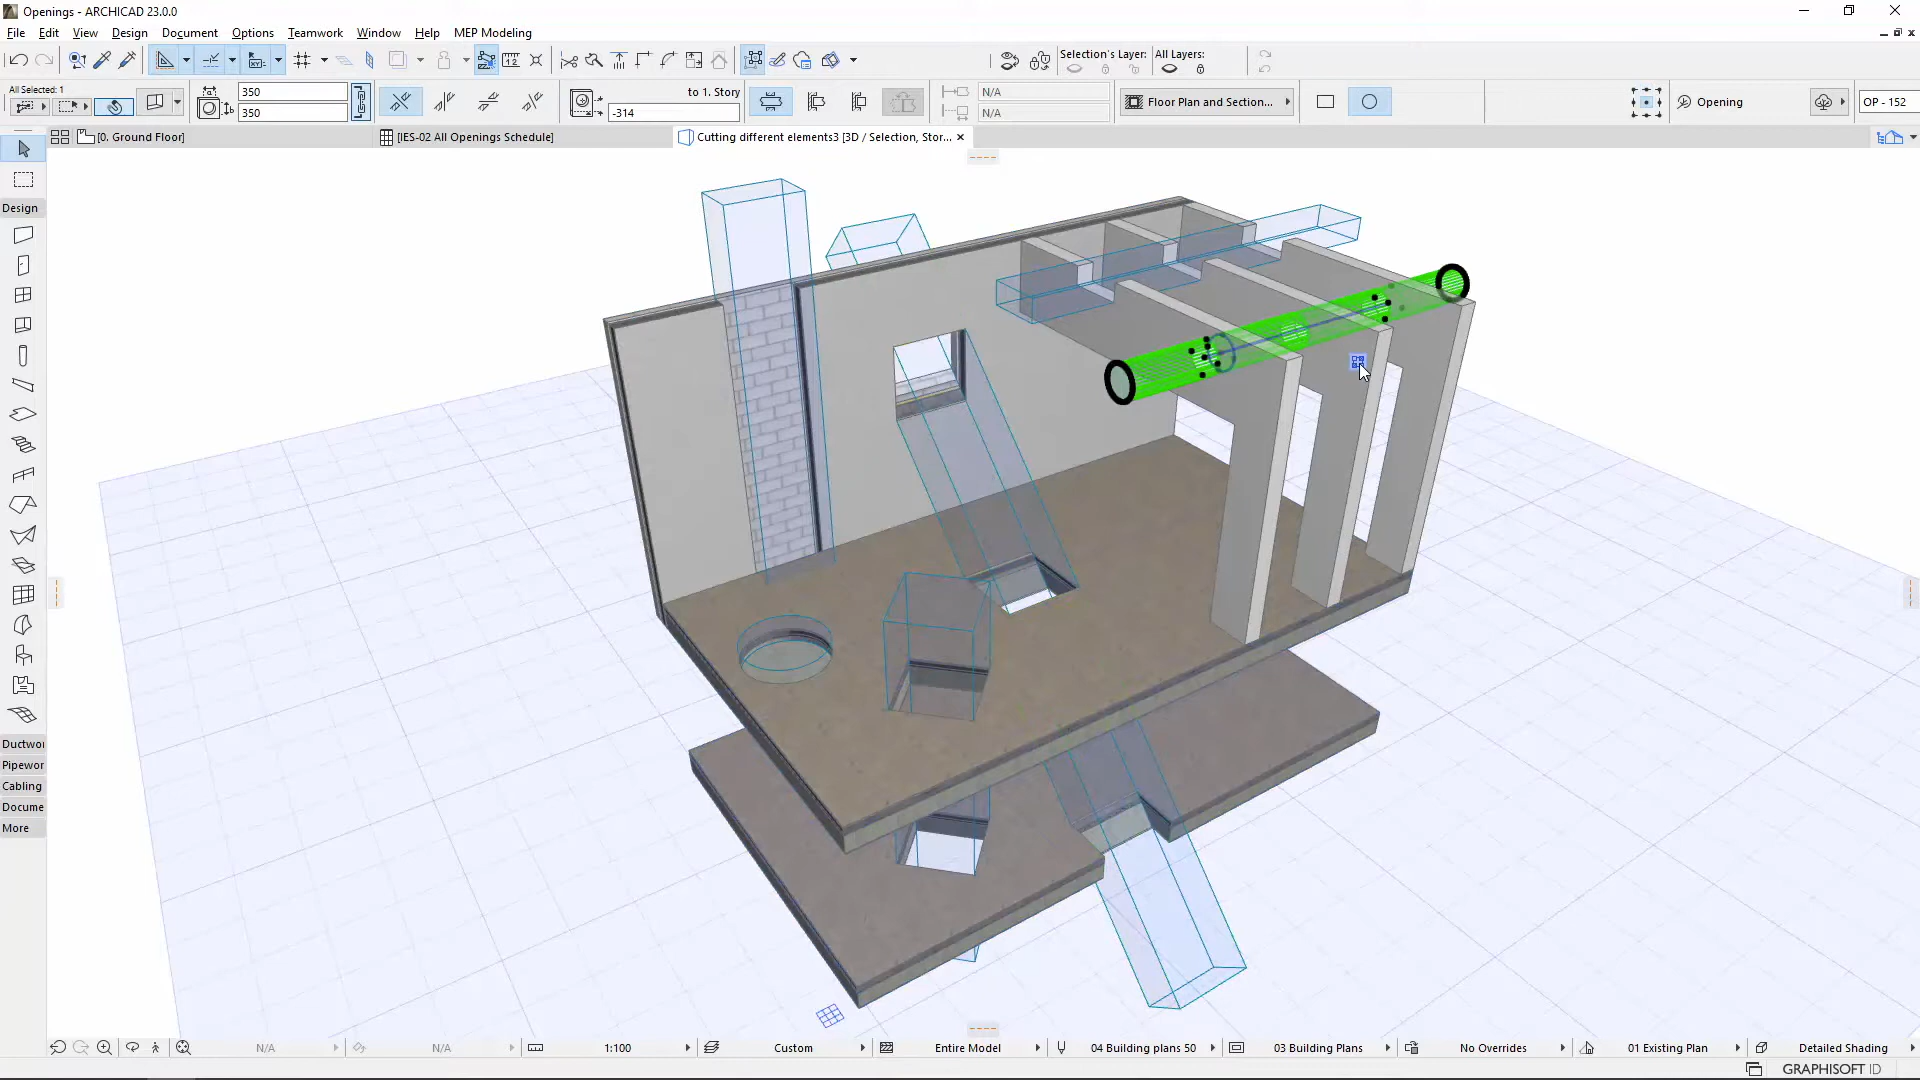 Openings - ARCHICAD 23.0.0
File Edit View Design Document Options Teamwork Window Help MEP Modeling
Selection's Layer: All Layers:
All Selected: 1
350
350
to 1. Story
-314
N/A
N/A
Floor Plan and Section...
Opening
OP - 152
[0. Ground Floor]
[IES-02 All Openings Schedule]
Cutting different elements3 [3D / Selection, Stor...
Design
Ductwor
Pipewor
Cabling
Docume
More
N/A N/A 1:100 Custom Entire Model 04 Building plans 50 03 Building Plans No Overrides 01 Existing Plan Detailed Shading
GRAPHISOFT ID